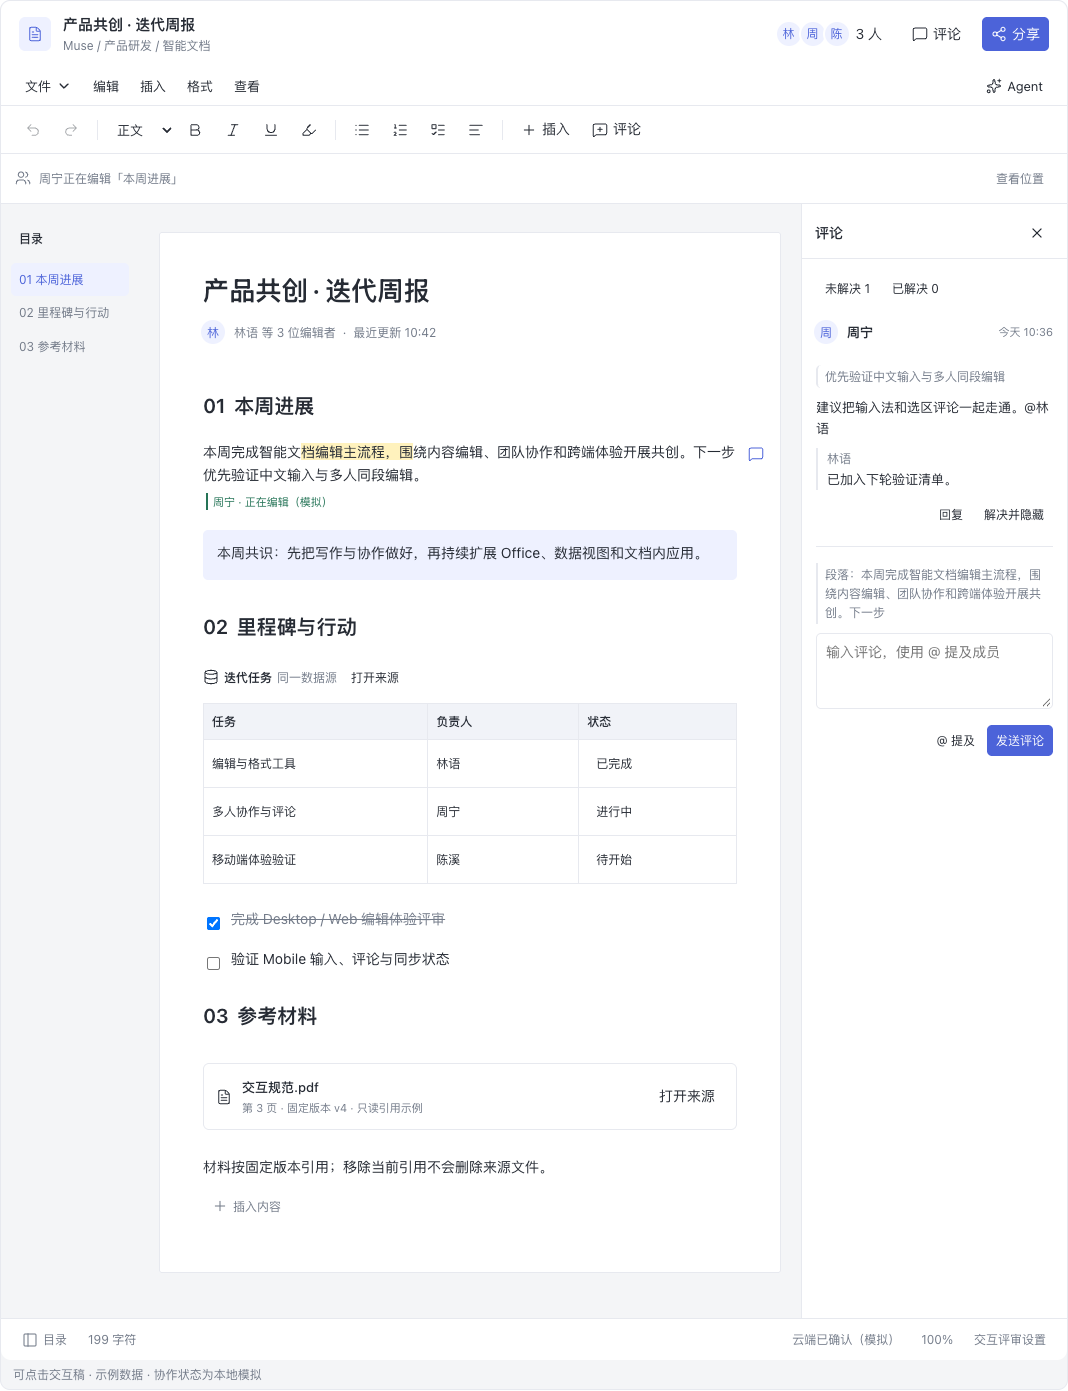 产品共创 · 迭代周报
Muse / 产品研发 / 智能文档
林 周 陈 3 人
评论
分享
文件 编辑 插入 格式 查看
Agent
正文
插入
评论
周宁正在编辑「本周进展」
查看位置
目录
01 本周进展
02 里程碑与行动
03 参考材料
产品共创 · 迭代周报
林 林语 等 3 位编辑者 · 最近更新 10:42
01 本周进展
本周完成智能文档编辑主流程，围绕内容编辑、团队协作和跨端体验开展共创。下一步
优先验证中文输入与多人同段编辑。
周宁 · 正在编辑（模拟）
本周共识：先把写作与协作做好，再持续扩展 Office、数据视图和文档内应用。
02 里程碑与行动
迭代任务 同一数据源 打开来源
任务 负责人 状态
编辑与格式工具 林语 已完成
多人协作与评论 周宁 进行中
移动端体验验证 陈溪 待开始
完成 Desktop / Web 编辑体验评审
验证 Mobile 输入、评论与同步状态
03 参考材料
交互规范.pdf
第 3 页 · 固定版本 v4 · 只读引用示例
打开来源
材料按固定版本引用；移除当前引用不会删除来源文件。
插入内容
评论
未解决 1 已解决 0
周 周宁 今天 10:36
优先验证中文输入与多人同段编辑
建议把输入法和选区评论一起走通。@林
语
林语
已加入下轮验证清单。
回复 解决并隐藏
段落：本周完成智能文档编辑主流程，围
绕内容编辑、团队协作和跨端体验开展共
创。下一步
输入评论，使用 @ 提及成员
@ 提及 发送评论
目录 199 字符
云端已确认（模拟） 100% 交互评审设置
可点击交互稿 · 示例数据 · 协作状态为本地模拟